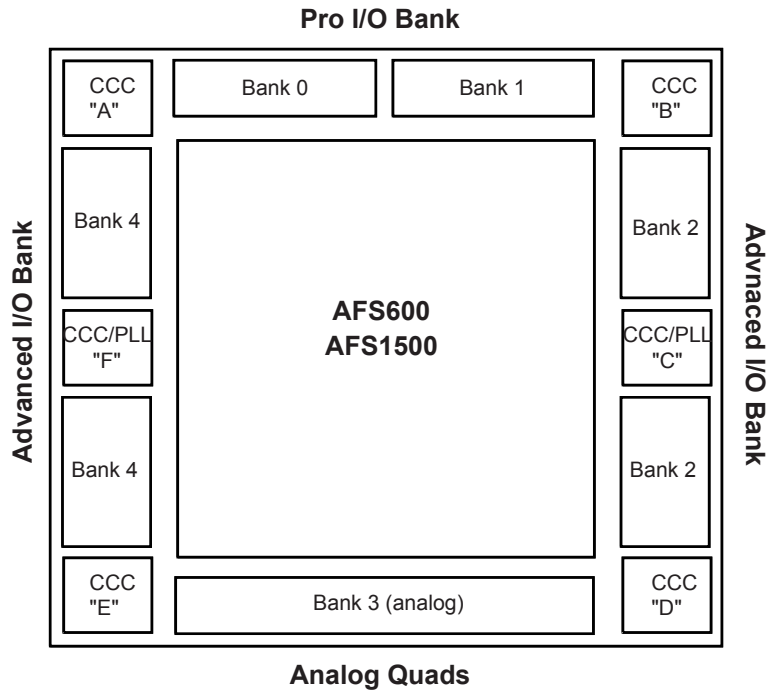 Pro I/O Bank
CCC
"A"
Bank 0
Bank 1
CCC
"B"
Bank 4
Bank 2
Advanced I/O Bank
Advnaced I/O Bank
AFS600
AFS1500
CCC/PLL
"F"
CCC/PLL
"C"
Bank 4
Bank 2
CCC
"E"
Bank 3 (analog)
CCC
"D"
Analog Quads